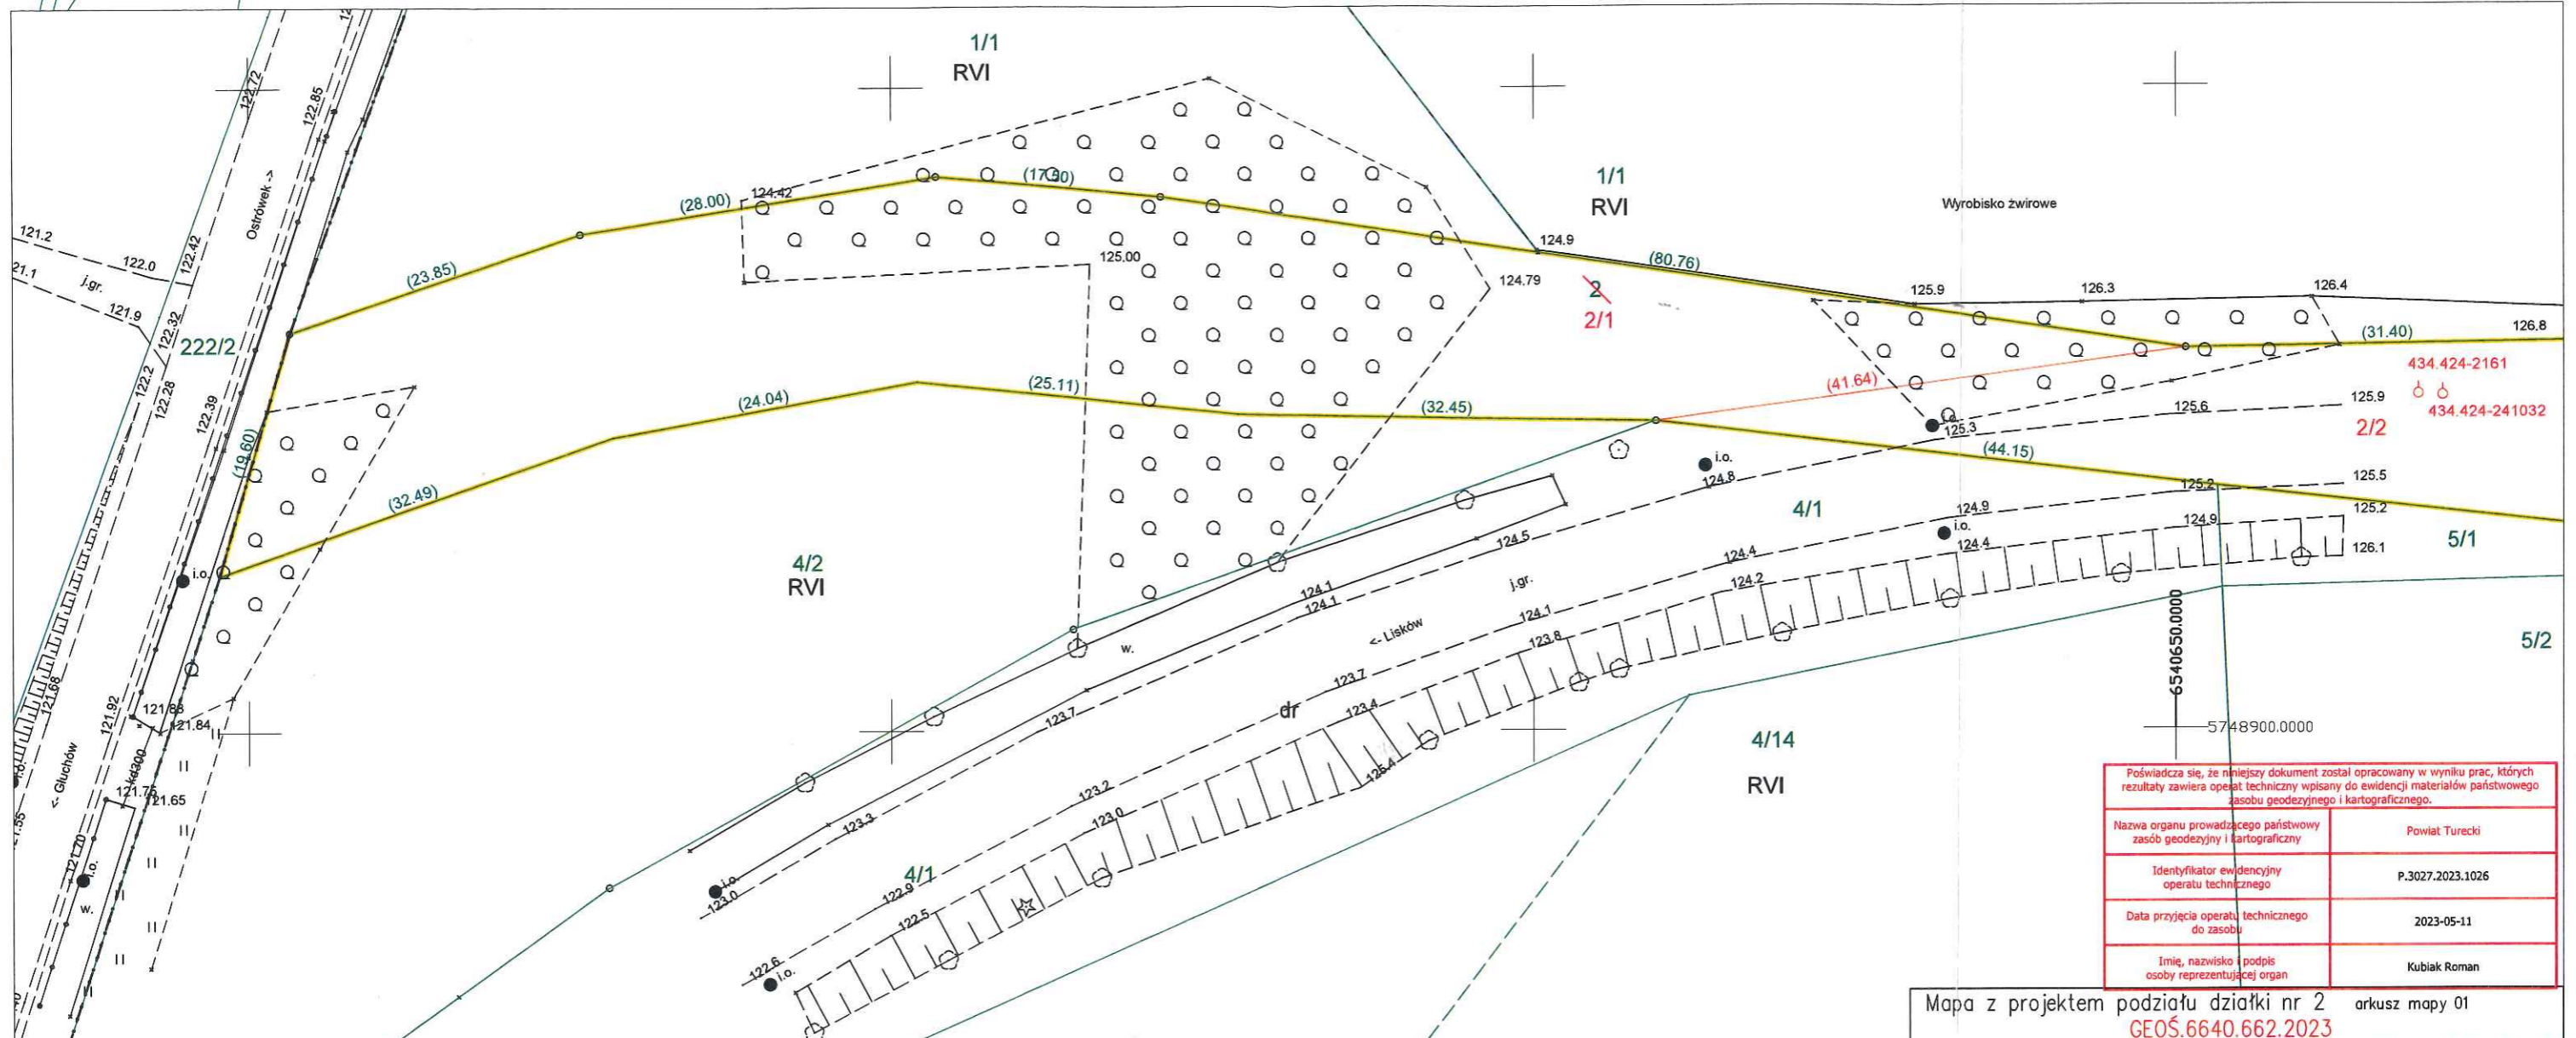 1/1
RVI
122.72
122.85
Ostrówek ->
121.2
122.0
122.42
21.1
j.gr.
121.9
122.32
222/2
122.2
122.28
122.39
(19.60)
(23.85)
(28.00)
124.42
(17.50)
125.00
124.79
1/1
RVI
Wyrobisko żwirowe
124.9
(80.76)
2
2/1
125.9
126.3
126.4
(31.40)
126.8
434.424-2161
434.424-241032
(41.64)
125.9
125.6
2/2
i.o.
125.3
(44.15)
(24.04)
(25.11)
(32.45)
(32.49)
i.o.
124.8
4/1
125.2
125.5
124.9
124.9
125.2
i.o.
124.4
126.1
5/1
4/2
RVI
i.o.
124.5
124.4
124.2
j.gr.
124.1
124.1
124.1
<- Lisków
123.8
w.
5/2
6540650.0000
5748900.0000
121.68
121.92
121.88
121.84
kd300
<- Głuchów
i.o.
121.75
121.65
121.70
i.o.
w.
123.7
123.7
dr
123.4
125.4
4/14
RVI
123.2
123.0
123.3
4/1
i.o.
123.0
122.9
122.5
122.6
i.o.
Poświadcza się, że niniejszy dokument został opracowany w wyniku prac, których
rezultaty zawiera operat techniczny wpisany do ewidencji materiałów państwowego
zasobu geodezyjnego i kartograficznego.
Nazwa organu prowadzącego państwowy
zasób geodezyjny i kartograficzny
Powiat Turecki
Identyfikator ewidencyjny
operatu technicznego
P.3027.2023.1026
Data przyjęcia operatu technicznego
do zasobu
2023-05-11
Imię, nazwisko i podpis
osoby reprezentującej organ
Kubiak Roman
Mapa z projektem podziału działki nr 2 arkusz mapy 01
GEOŚ.6640.662.2023